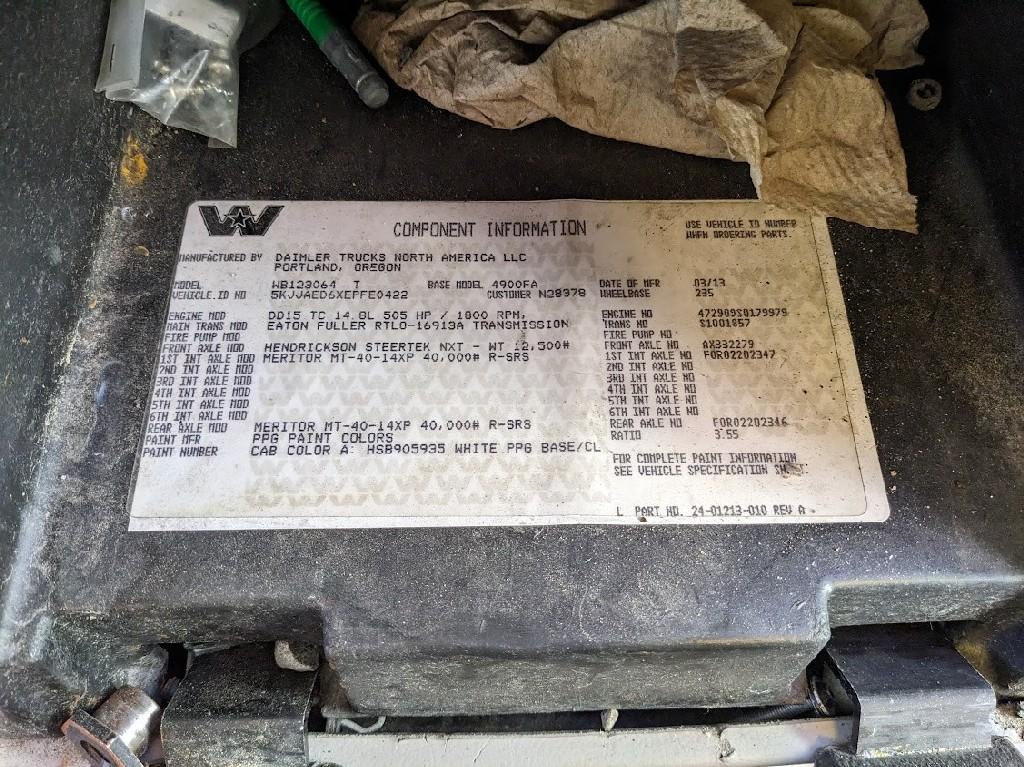 W
COMPONENT INFORMATION
USE VEHICLE ID NUMBER
WHEN ORDERING PARTS.
MANUFACTURED BY DAIMLER TRUCKS NORTH AMERICA LLC
PORTLAND, OREGON
MODEL WB123064 T BASE MODEL 4900FA DATE OF MFR 03/13
VEHICLE ID NO 5KJJAED6XEPFE0422 CUSTOMER N28378 WHEELBASE 235
ENGINE MOD DD15 TC 14.8L 505 HP / 1800 RPM, ENGINE NO 472909S0179979
MAIN TRANS MOD EATON FULLER RTLO-16913A TRANSMISSION TRANS NO S1001857
FIRE PUMP MOD FIRE PUMP NO
FRONT AXLE MOD HENDRICKSON STEERTEK NXT - WT 12,500# FRONT AXLE NO AX332279
1ST INT AXLE MOD MERITOR MT-40-14XP 40,000# R-SRS 1ST INT AXLE NO FOR02202347
2ND INT AXLE MOD 2ND INT AXLE NO
3RD INT AXLE MOD 3RD INT AXLE NO
4TH INT AXLE MOD 4TH INT AXLE NO
5TH INT AXLE MOD 5TH INT AXLE NO
6TH INT AXLE MOD 6TH INT AXLE NO
REAR AXLE MOD MERITOR MT-40-14XP 40,000# R-SRS REAR AXLE NO FOR02202346
PAINT MFR PPG PAINT COLORS RATIO 3.55
PAINT NUMBER CAB COLOR A: HSB905935 WHITE PPG BASE/CL
FOR COMPLETE PAINT INFORMATION
SEE VEHICLE SPECIFICATION
L PART NO. 24-01213-010 REV A